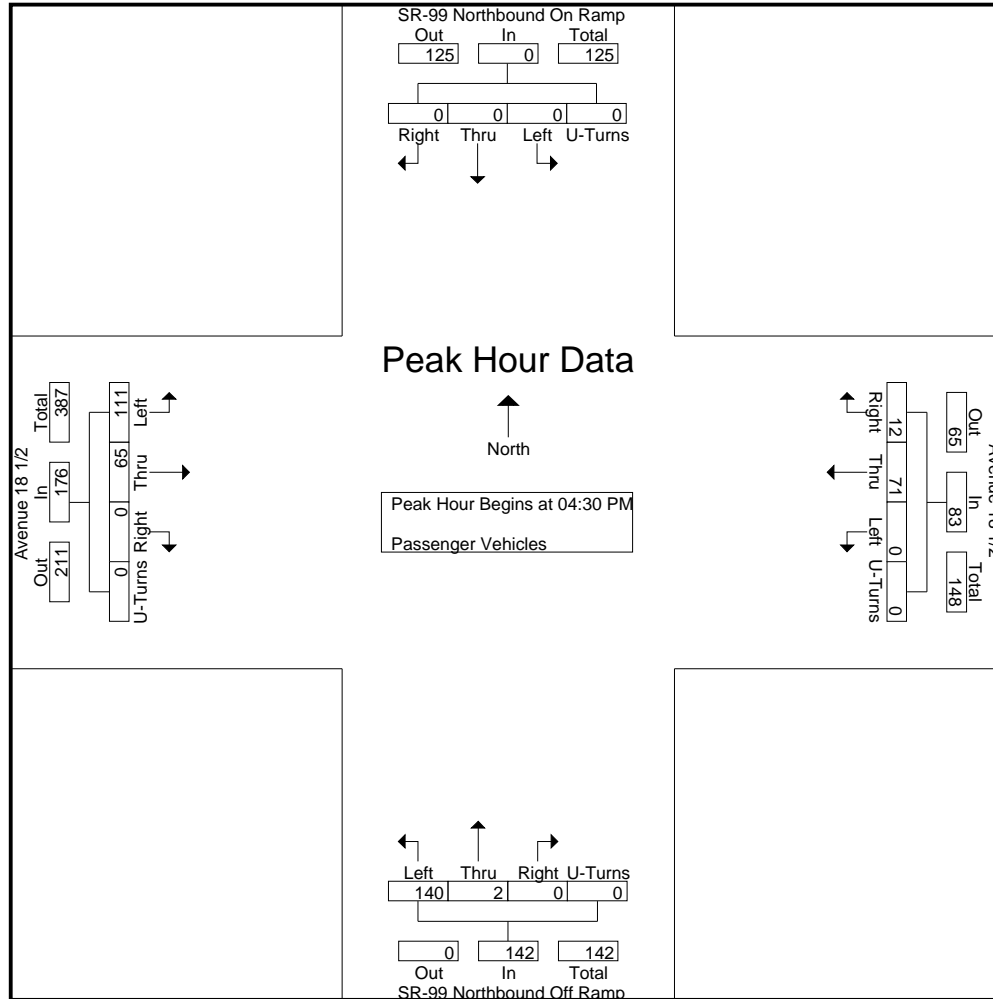 SR-99 Northbound On Ramp
Out In Total
125 0 125
0 0 0 0
Right Thru Left U-Turns
Peak Hour Data
North
Peak Hour Begins at 04:30 PM
Passenger Vehicles
Avenue 18 1/2
Total In Out
387 176 211
111 65 0 0
Left Thru Right U-Turns
Right Thru Left U-Turns
12 71 0 0
Out In Total
65 83 148
Avenue 18 1/2
Left Thru Right U-Turns
140 2 0 0
0 142 142
Out In Total
SR-99 Northbound Off Ramp